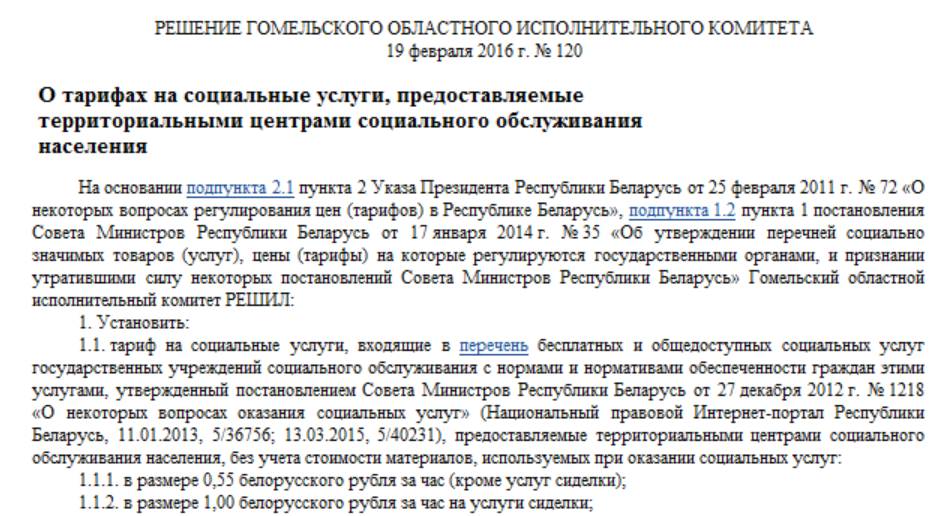 РЕШЕНИЕ ГОМЕЛЬСКОГО ОБЛАСТНОГО ИСПОЛНИТЕЛЬНОГО КОМИТЕТА
19 февраля 2016 г. № 120
О тарифах на социальные услуги, предоставляемые
территориальными центрами социального обслуживания
населения
На основании подпункта 2.1 пункта 2 Указа Президента Республики Беларусь от 25 февраля 2011 г. № 72 «О
некоторых вопросах регулирования цен (тарифов) в Республике Беларусь», подпункта 1.2 пункта 1 постановления
Совета Министров Республики Беларусь от 17 января 2014 г. № 35 «Об утверждении перечней социально
значимых товаров (услуг), цены (тарифы) на которые регулируются государственными органами, и признании
утратившими силу некоторых постановлений Совета Министров Республики Беларусь» Гомельский областной
исполнительный комитет РЕШИЛ:
1. Установить:
1.1. тариф на социальные услуги, входящие в перечень бесплатных и общедоступных социальных услуг
государственных учреждений социального обслуживания с нормами и нормативами обеспеченности граждан этими
услугами, утвержденный постановлением Совета Министров Республики Беларусь от 27 декабря 2012 г. № 1218
«О некоторых вопросах оказания социальных услуг» (Национальный правовой Интернет-портал Республики
Беларусь, 11.01.2013, 5/36756; 13.03.2015, 5/40231), предоставляемые территориальными центрами социального
обслуживания населения, без учета стоимости материалов, используемых при оказании социальных услуг:
1.1.1. в размере 0,55 белорусского рубля за час (кроме услуг сиделки);
1.1.2. в размере 1,00 белорусского рубля за час на услуги сиделки;